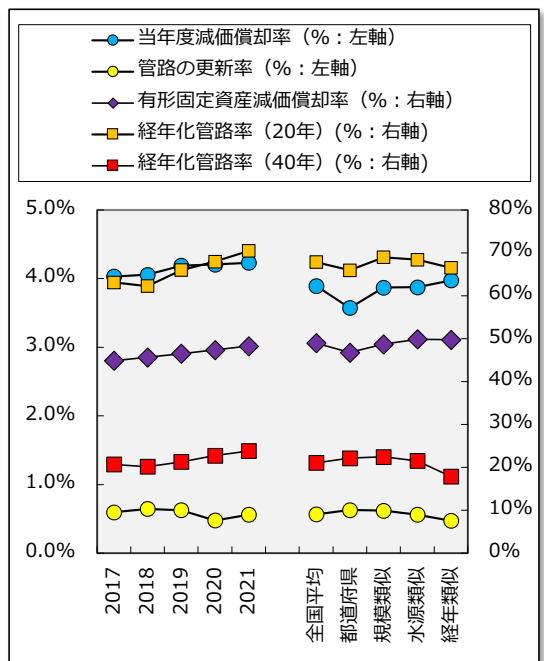 当年度減価償却率（%：左軸）
管路の更新率（%：左軸）
有形固定資産減価償却率（%：右軸）
経年化管路率（20年）(%：右軸)
経年化管路率（40年）(%：右軸)
5.0%
4.0%
3.0%
2.0%
1.0%
0.0%
80%
70%
60%
50%
40%
30%
20%
10%
0%
2017
2018
2019
2020
2021
全国平均
都道府県
規模類似
水源類似
経年類似